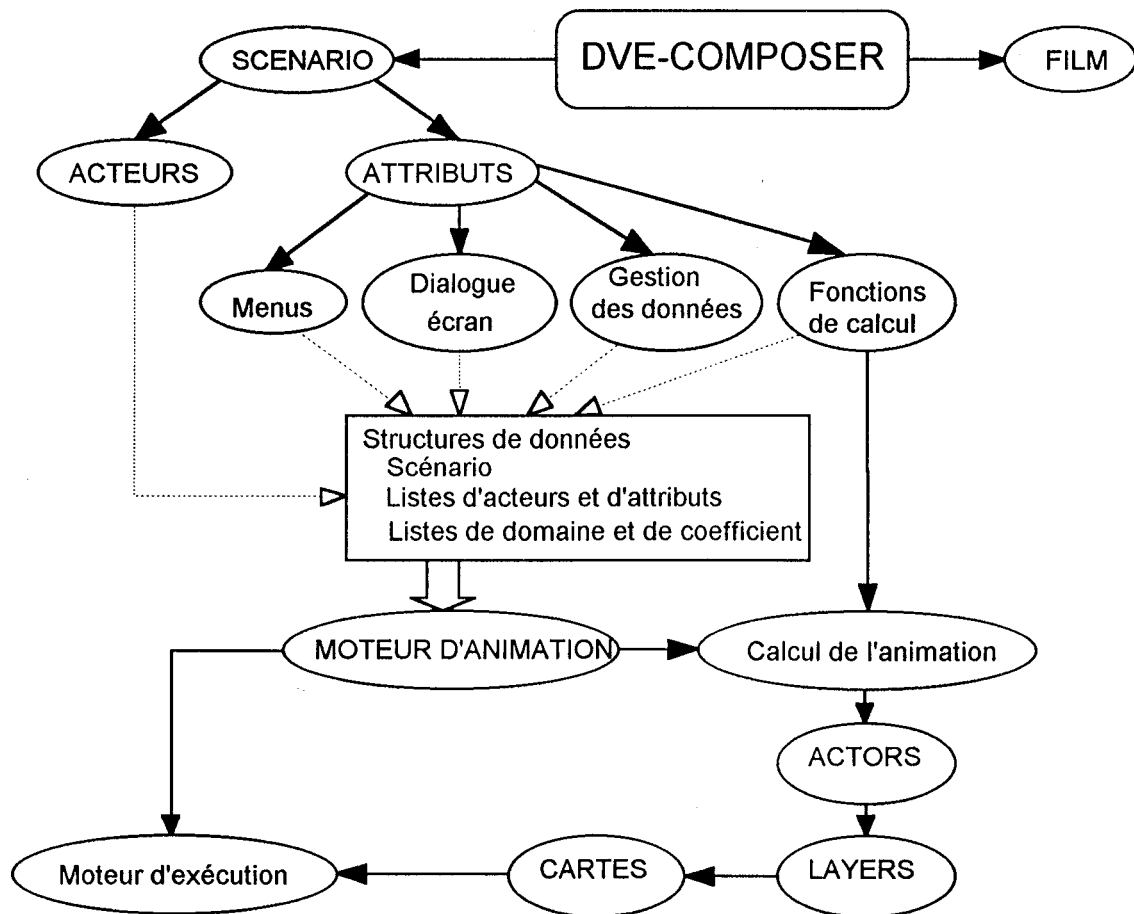 SCENARIO
DVE-COMPOSER
FILM
ACTEURS
ATTRIBUTS
Menus
Dialogue
écran
Gestion
des données
Fonctions
de calcul
Structures de données
Scénario
Listes d'acteurs et d'attributs
Listes de domaine et de coefficient
MOTEUR D'ANIMATION
Calcul de l'animation
ACTORS
Moteur d'exécution
CARTES
LAYERS